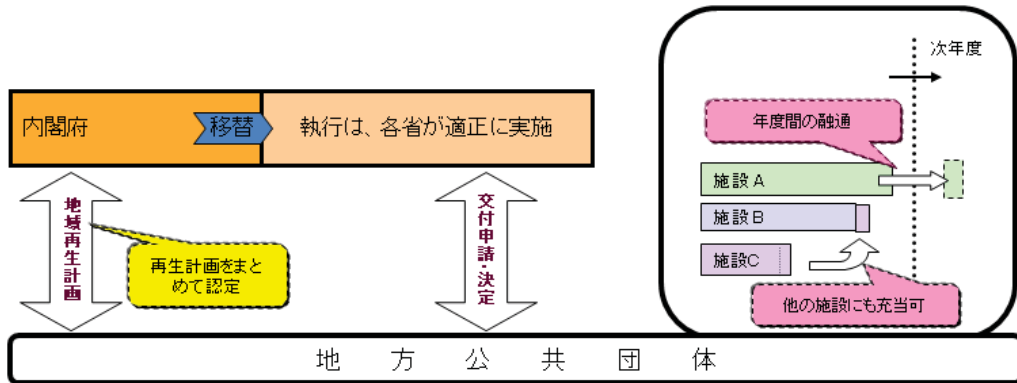 次年度
内閣府
移替
執行は、各省が適正に実施
年度間の融通
施設A
施設B
施設C
地域再生計画
再生計画をまと
めて認定
交付申請・決定
他の施設にも充当可
地方公共団体